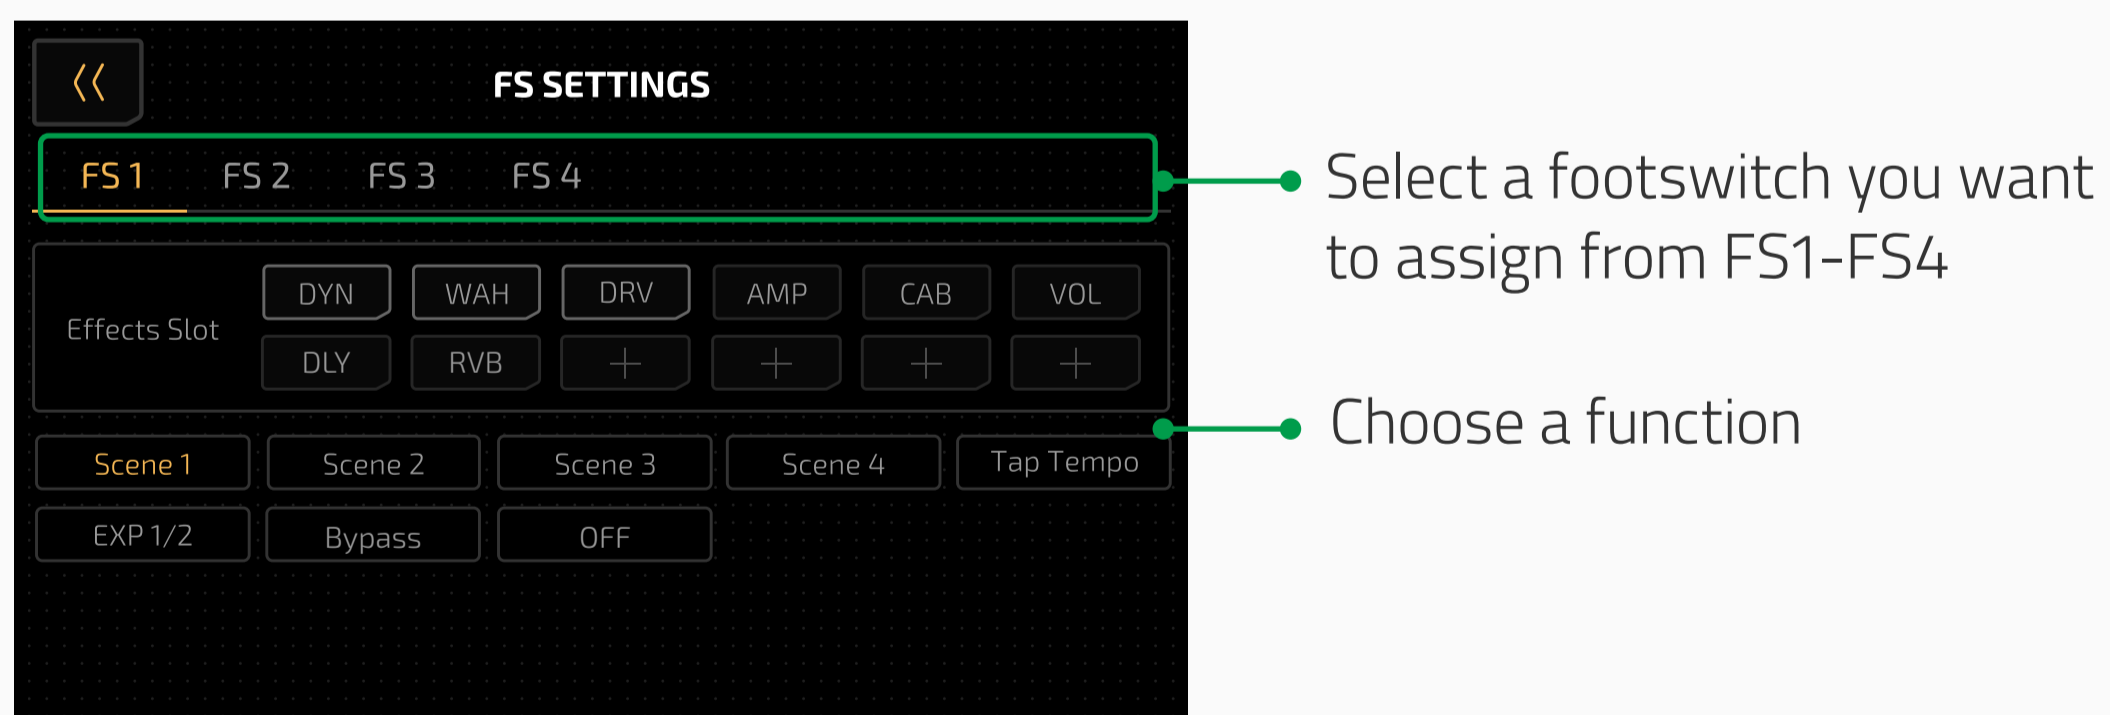 FS SETTINGS
FS 1 FS 2 FS 3 FS 4
Select a footswitch you want
to assign from FS1-FS4
Effects Slot
DYN WAH DRV AMP CAB VOL
DLY RVB + + + +
Choose a function
Scene 1 Scene 2 Scene 3 Scene 4 Tap Tempo
EXP 1/2 Bypass OFF